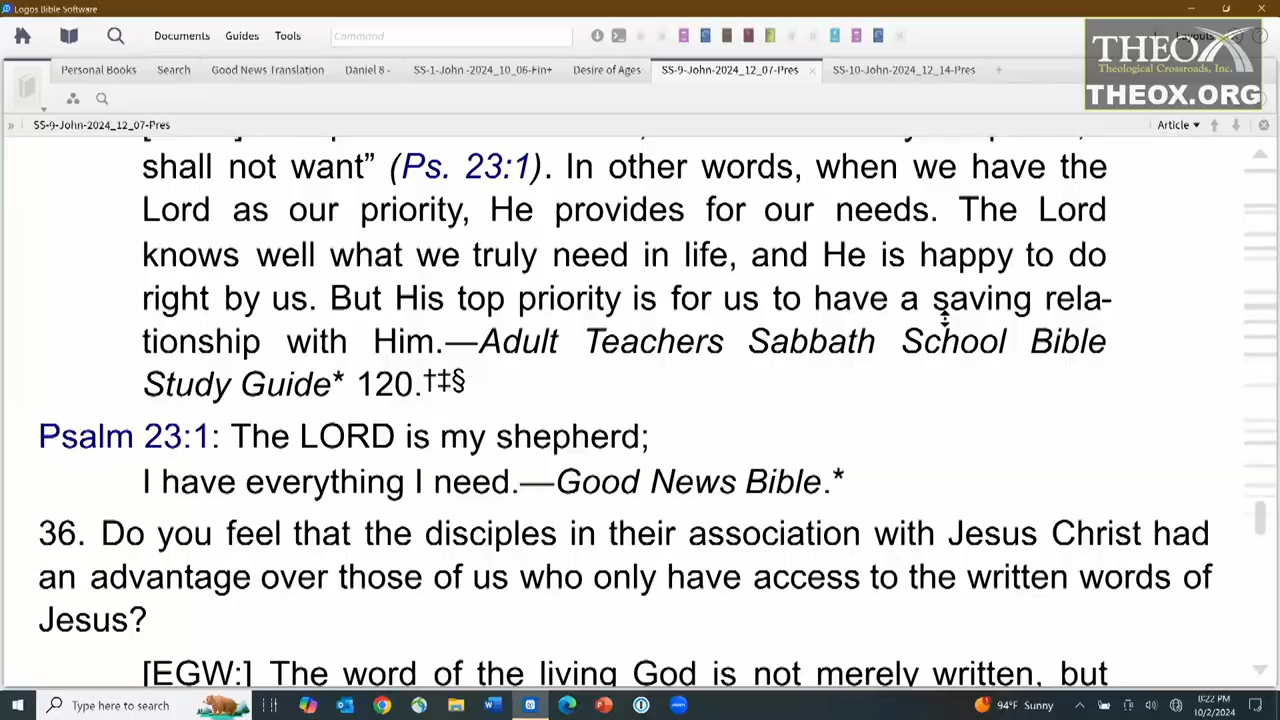 Logos Bible Software
Documents Guides Tools Command
THEOX
Theological Crossroads, Inc.
THEOX.ORG
Personal Books Search Good News Translation Daniel 8 - 06-Fin+ Desire of Ages SS-9-John-2024_12_07-Pres SS-10-John-2024_12_14-Pres
SS-9-John-2024_12_07-Pres Article
shall not want” (Ps. 23:1). In other words, when we have the
Lord as our priority, He provides for our needs. The Lord
knows well what we truly need in life, and He is happy to do
right by us. But His top priority is for us to have a saving rela-
tionship with Him.—Adult Teachers Sabbath School Bible
Study Guide* 120.†‡§
Psalm 23:1: The LORD is my shepherd;
I have everything I need.—Good News Bible.*
36. Do you feel that the disciples in their association with Jesus Christ had
an advantage over those of us who only have access to the written words of
Jesus?
[EGW:] The word of the living God is not merely written, but
Type here to search
94°F Sunny
8:22 PM
10/2/2024